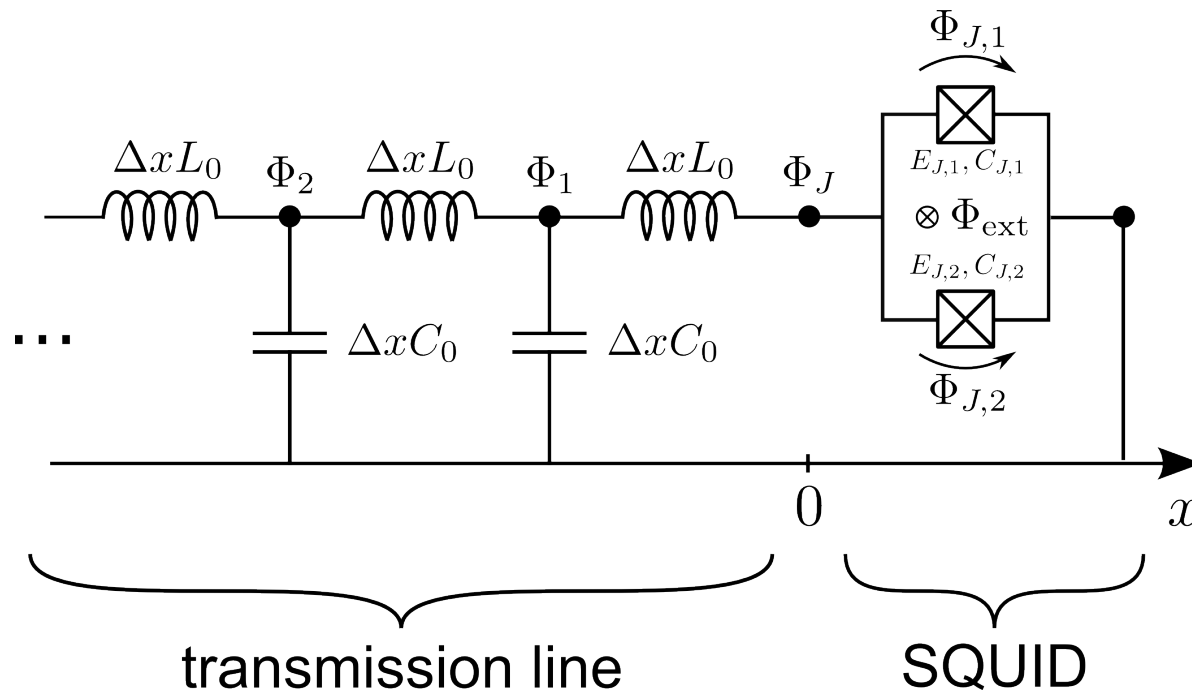 Φ_{J,1}
ΔxL_0 Φ_2 ΔxL_0 Φ_1 ΔxL_0 Φ_J
E_{J,1}, C_{J,1}
⊗ Φ_ext
E_{J,2}, C_{J,2}
... ΔxC_0 ΔxC_0
Φ_{J,2}
0 x
transmission line SQUID